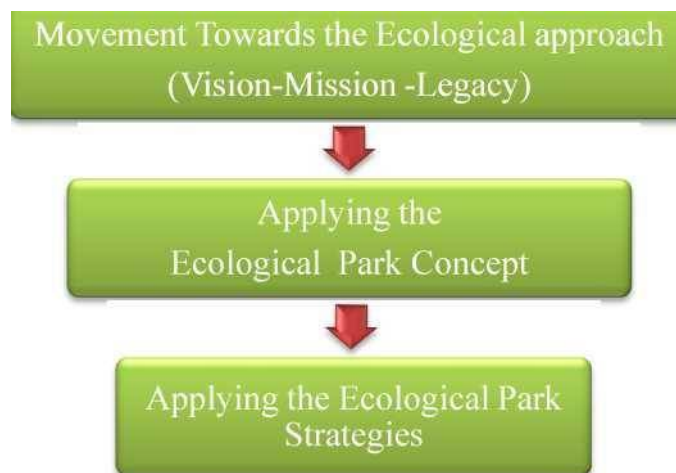 Movement Towards the Ecological approach
(Vision-Mission -Legacy)
Applying the
Ecological Park Concept
Applying the Ecological Park
Strategies